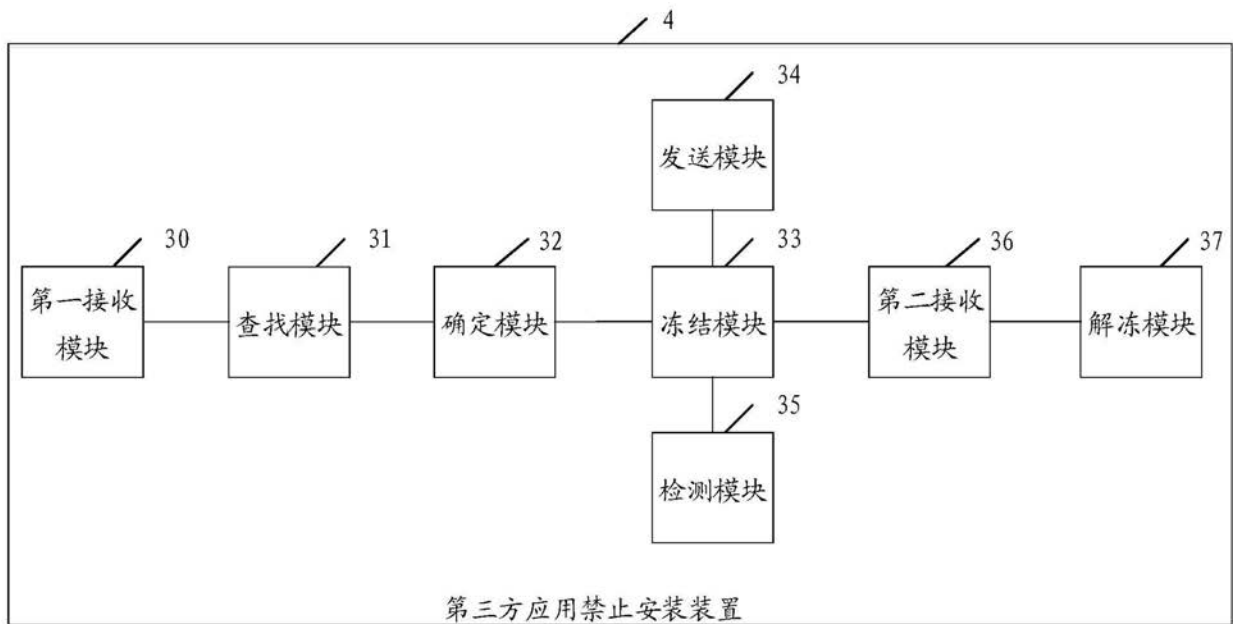 4
34
发送模块
30
31
32
33
36
37
第一接收
模块
查找模块
确定模块
冻结模块
第二接收
模块
解冻模块
35
检测模块
第三方应用禁止安装装置